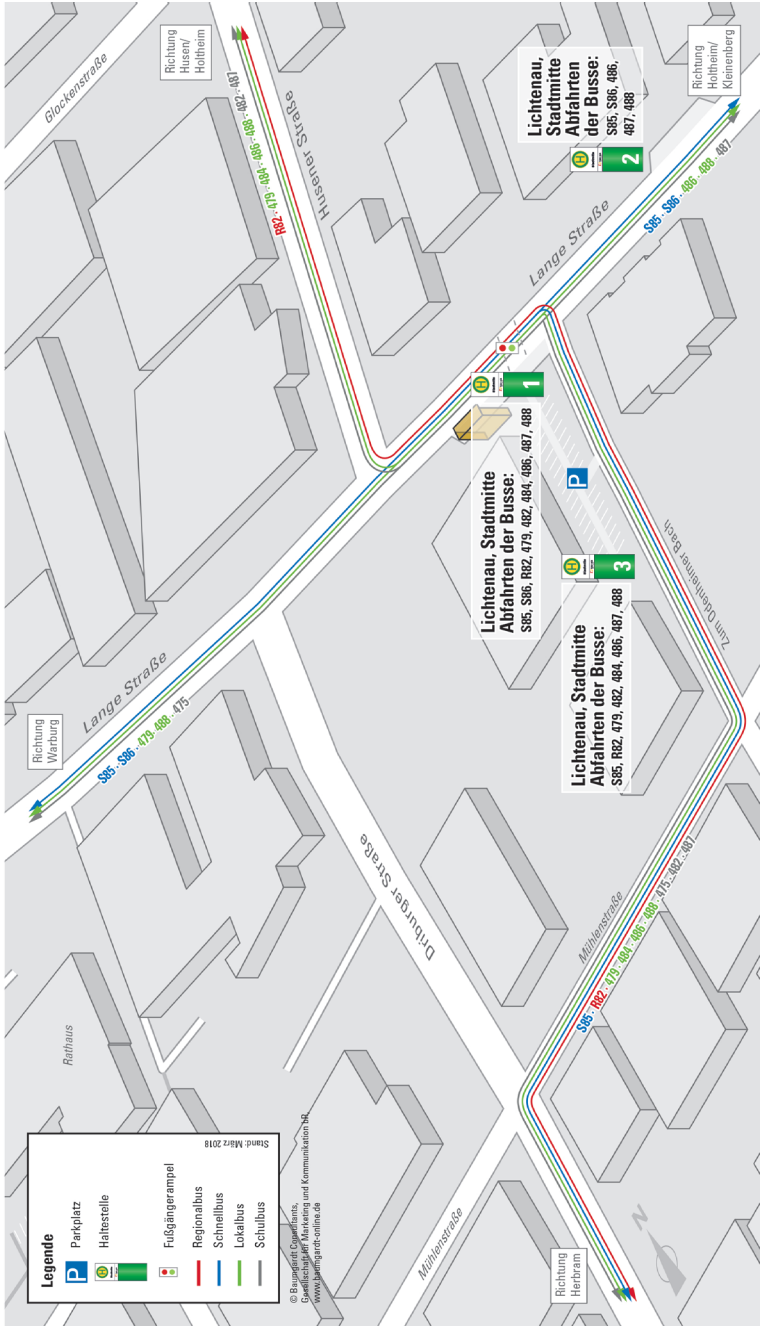 Legende
Parkplatz
Haltestelle
Fußgängerampel
Regionalbus
Schnellbus
Lokalbus
Schulbus
Stand: März 2018
© Baumgardt Consultants,
Gesellschaft für Marketing und Kommunikation bR,
www.baumgardt-online.de
Rathaus
Richtung
Warburg
Lange Straße
S85 · S86 · 479 · 488 · 475
Glockenstraße
Richtung
Husen/
Holtheim
R82 · 479 · 484 · 486 · 488 · 482 · 487
Husener Straße
Driburger Straße
Mühlenstraße
Richtung
Herbram
N
Mühlenstraße
S85 · R82 · 479 · 484 · 486 · 488 · 475 · 482 · 487
Lichtenau, Stadtmitte
Abfahrten der Busse:
S85, S86, R82, 479, 482, 484, 486, 487, 488
H
1
P
Lichtenau, Stadtmitte
Abfahrten der Busse:
S85, R82, 479, 482, 484, 486, 487, 488
H
3
Zum Odenheimer Bach
Lange Straße
Lichtenau,
Stadtmitte
Abfahrten
der Busse:
S85, S86, 486,
487, 488
H
2
S85 · S86 · 486 · 488 · 487
Richtung
Holtheim/
Kleinenberg